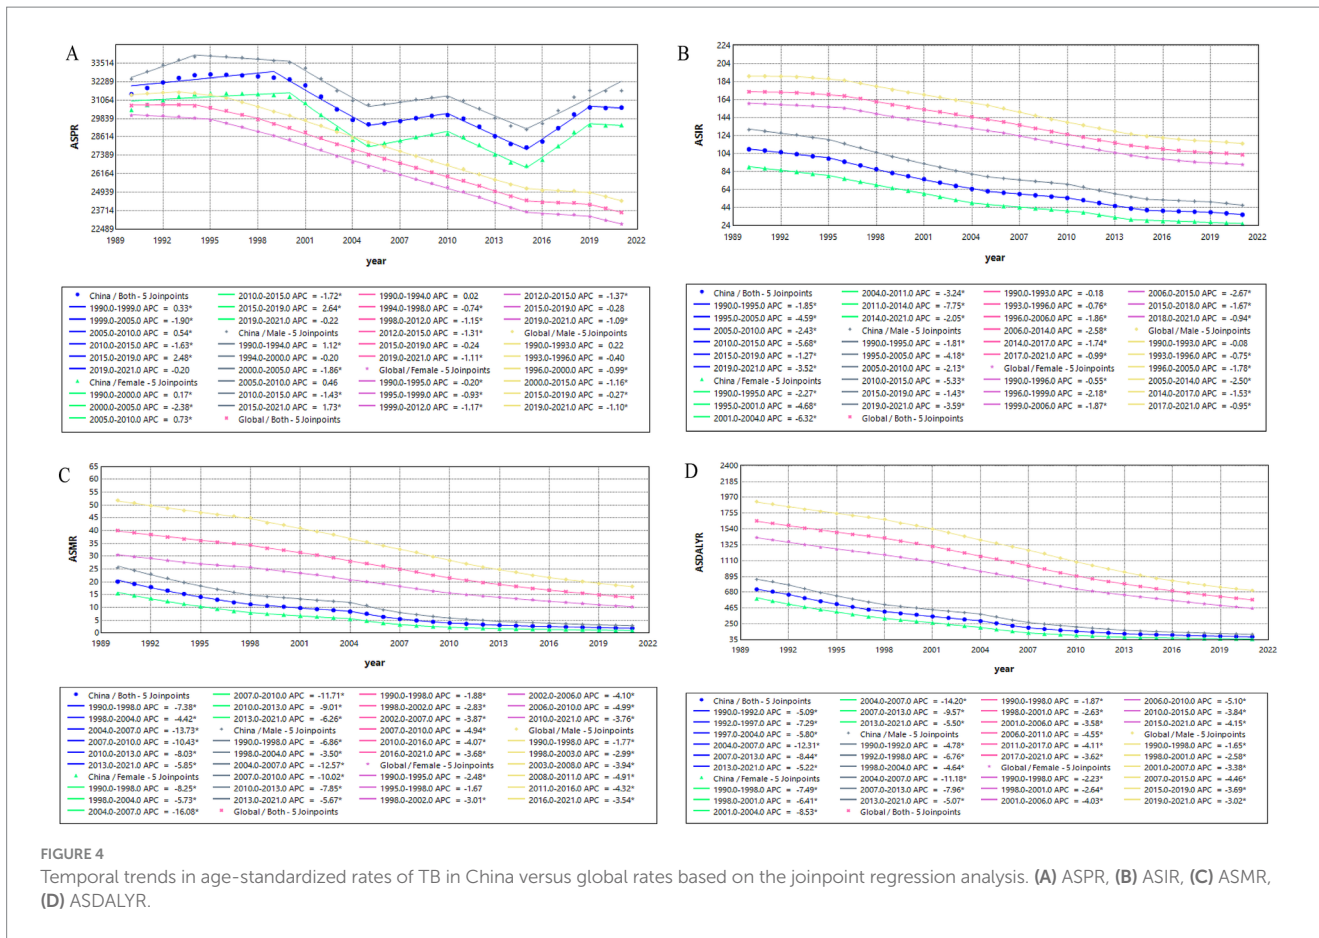 A
ASPR
33514
32289
31064
29839
28614
27389
26164
24939
23714
22489
1989 1992 1995 1998 2001 2004 2007 2010 2013 2016 2019 2022
year
China / Both - 5 Joinpoints
1990.0-1999.0 APC = 0.33*
1999.0-2005.0 APC = -1.90*
2005.0-2010.0 APC = 0.54*
2010.0-2015.0 APC = -1.63*
2015.0-2019.0 APC = 2.48*
2019.0-2021.0 APC = -0.20
China / Female - 5 Joinpoints
1990.0-2000.0 APC = 0.17*
2000.0-2005.0 APC = -2.38*
2005.0-2010.0 APC = 0.73*
2010.0-2015.0 APC = -1.72*
2015.0-2019.0 APC = 2.64*
2019.0-2021.0 APC = -0.22
China / Male - 5 Joinpoints
1990.0-1994.0 APC = 1.12*
1994.0-2000.0 APC = -0.20
2000.0-2005.0 APC = -1.86*
2005.0-2010.0 APC = 0.46
2010.0-2015.0 APC = -1.43*
2015.0-2021.0 APC = 1.73*
Global / Both - 5 Joinpoints
1990.0-1994.0 APC = 0.02
1994.0-1998.0 APC = -0.74*
1998.0-2012.0 APC = -1.15*
2012.0-2015.0 APC = -1.31*
2015.0-2019.0 APC = -0.24
2019.0-2021.0 APC = -1.11*
Global / Female - 5 Joinpoints
1990.0-1995.0 APC = -0.20*
1995.0-1999.0 APC = -0.93*
1999.0-2012.0 APC = -1.17*
2012.0-2015.0 APC = -1.37*
2015.0-2019.0 APC = -0.28
2019.0-2021.0 APC = -1.09*
Global / Male - 5 Joinpoints
1990.0-1993.0 APC = 0.22
1993.0-1996.0 APC = -0.40
1996.0-2000.0 APC = -0.99*
2000.0-2015.0 APC = -1.16*
2015.0-2019.0 APC = -0.27*
2019.0-2021.0 APC = -1.10*
B
ASIR
224
204
184
164
144
124
104
84
64
44
24
1989 1992 1995 1998 2001 2004 2007 2010 2013 2016 2019 2022
year
China / Both - 5 Joinpoints
1990.0-1995.0 APC = -1.85*
1995.0-2005.0 APC = -4.59*
2005.0-2010.0 APC = -2.43*
2010.0-2015.0 APC = -5.68*
2015.0-2019.0 APC = -1.27*
2019.0-2021.0 APC = -3.52*
China / Female - 5 Joinpoints
1990.0-1995.0 APC = -2.27*
1995.0-2001.0 APC = -4.68*
2001.0-2004.0 APC = -6.32*
2004.0-2011.0 APC = -3.24*
2011.0-2014.0 APC = -7.75*
2014.0-2021.0 APC = -2.05*
China / Male - 5 Joinpoints
1990.0-1995.0 APC = -1.81*
1995.0-2005.0 APC = -4.18*
2005.0-2010.0 APC = -2.13*
2010.0-2015.0 APC = -5.33*
2015.0-2019.0 APC = -1.43*
2019.0-2021.0 APC = -3.59*
Global / Both - 5 Joinpoints
1990.0-1993.0 APC = -0.18
1993.0-1996.0 APC = -0.76*
1996.0-2006.0 APC = -1.86*
2006.0-2014.0 APC = -2.58*
2014.0-2017.0 APC = -1.74*
2017.0-2021.0 APC = -0.99*
Global / Female - 5 Joinpoints
1990.0-1996.0 APC = -0.55*
1996.0-1999.0 APC = -2.18*
1999.0-2006.0 APC = -1.87*
2006.0-2015.0 APC = -2.67*
2015.0-2018.0 APC = -1.67*
2018.0-2021.0 APC = -0.94*
Global / Male - 5 Joinpoints
1990.0-1993.0 APC = -0.08
1993.0-1996.0 APC = -0.75*
1996.0-2005.0 APC = -1.78*
2005.0-2014.0 APC = -2.50*
2014.0-2017.0 APC = -1.53*
2017.0-2021.0 APC = -0.95*
C
ASMR
65
60
55
50
45
40
35
30
25
20
15
10
5
0
1989 1992 1995 1998 2001 2004 2007 2010 2013 2016 2019 2022
year
China / Both - 5 Joinpoints
1990.0-1998.0 APC = -7.38*
1998.0-2004.0 APC = -4.42*
2004.0-2007.0 APC = -13.73*
2007.0-2010.0 APC = -10.43*
2010.0-2013.0 APC = -8.03*
2013.0-2021.0 APC = -5.85*
China / Female - 5 Joinpoints
1990.0-1998.0 APC = -8.25*
1998.0-2004.0 APC = -5.73*
2004.0-2007.0 APC = -16.08*
2007.0-2010.0 APC = -11.71*
2010.0-2013.0 APC = -9.01*
2013.0-2021.0 APC = -6.26*
China / Male - 5 Joinpoints
1990.0-1998.0 APC = -6.86*
1998.0-2004.0 APC = -3.50*
2004.0-2007.0 APC = -12.57*
2007.0-2010.0 APC = -10.02*
2010.0-2013.0 APC = -7.85*
2013.0-2021.0 APC = -5.67*
Global / Both - 5 Joinpoints
1990.0-1998.0 APC = -1.88*
1998.0-2002.0 APC = -2.83*
2002.0-2007.0 APC = -3.87*
2007.0-2010.0 APC = -4.94*
2010.0-2016.0 APC = -4.07*
2016.0-2021.0 APC = -3.68*
Global / Female - 5 Joinpoints
1990.0-1995.0 APC = -2.48*
1995.0-1998.0 APC = -1.67
1998.0-2002.0 APC = -3.01*
2002.0-2006.0 APC = -4.10*
2006.0-2010.0 APC = -4.99*
2010.0-2021.0 APC = -3.76*
Global / Male - 5 Joinpoints
1990.0-1998.0 APC = -1.77*
1998.0-2003.0 APC = -2.99*
2003.0-2008.0 APC = -3.94*
2008.0-2011.0 APC = -4.91*
2011.0-2016.0 APC = -4.32*
2016.0-2021.0 APC = -3.54*
D
ASDALYR
2400
2185
1970
1755
1540
1325
1110
895
680
465
250
35
1989 1992 1995 1998 2001 2004 2007 2010 2013 2016 2019 2022
year
China / Both - 5 Joinpoints
1990.0-1992.0 APC = -5.09*
1992.0-1997.0 APC = -7.29*
1997.0-2004.0 APC = -5.80*
2004.0-2007.0 APC = -12.31*
2007.0-2013.0 APC = -8.44*
2013.0-2021.0 APC = -5.22*
China / Female - 5 Joinpoints
1990.0-1998.0 APC = -7.49*
1998.0-2001.0 APC = -6.41*
2001.0-2004.0 APC = -8.53*
2004.0-2007.0 APC = -14.20*
2007.0-2013.0 APC = -9.57*
2013.0-2021.0 APC = -5.50*
China / Male - 5 Joinpoints
1990.0-1992.0 APC = -4.78*
1992.0-1998.0 APC = -6.76*
1998.0-2004.0 APC = -4.64*
2004.0-2007.0 APC = -11.18*
2007.0-2013.0 APC = -7.96*
2013.0-2021.0 APC = -5.07*
Global / Both - 5 Joinpoints
1990.0-1998.0 APC = -1.87*
1998.0-2001.0 APC = -2.63*
2001.0-2006.0 APC = -3.58*
2006.0-2011.0 APC = -4.55*
2011.0-2017.0 APC = -4.11*
2017.0-2021.0 APC = -3.62*
Global / Female - 5 Joinpoints
1990.0-1998.0 APC = -2.23*
1998.0-2001.0 APC = -2.64*
2001.0-2006.0 APC = -4.03*
2006.0-2010.0 APC = -5.10*
2010.0-2015.0 APC = -3.84*
2015.0-2021.0 APC = -4.15*
Global / Male - 5 Joinpoints
1990.0-1998.0 APC = -1.65*
1998.0-2001.0 APC = -2.58*
2001.0-2007.0 APC = -3.38*
2007.0-2015.0 APC = -4.46*
2015.0-2019.0 APC = -3.69*
2019.0-2021.0 APC = -3.02*
FIGURE 4
Temporal trends in age-standardized rates of TB in China versus global rates based on the joinpoint regression analysis. (A) ASPR, (B) ASIR, (C) ASMR,
(D) ASDALYR.